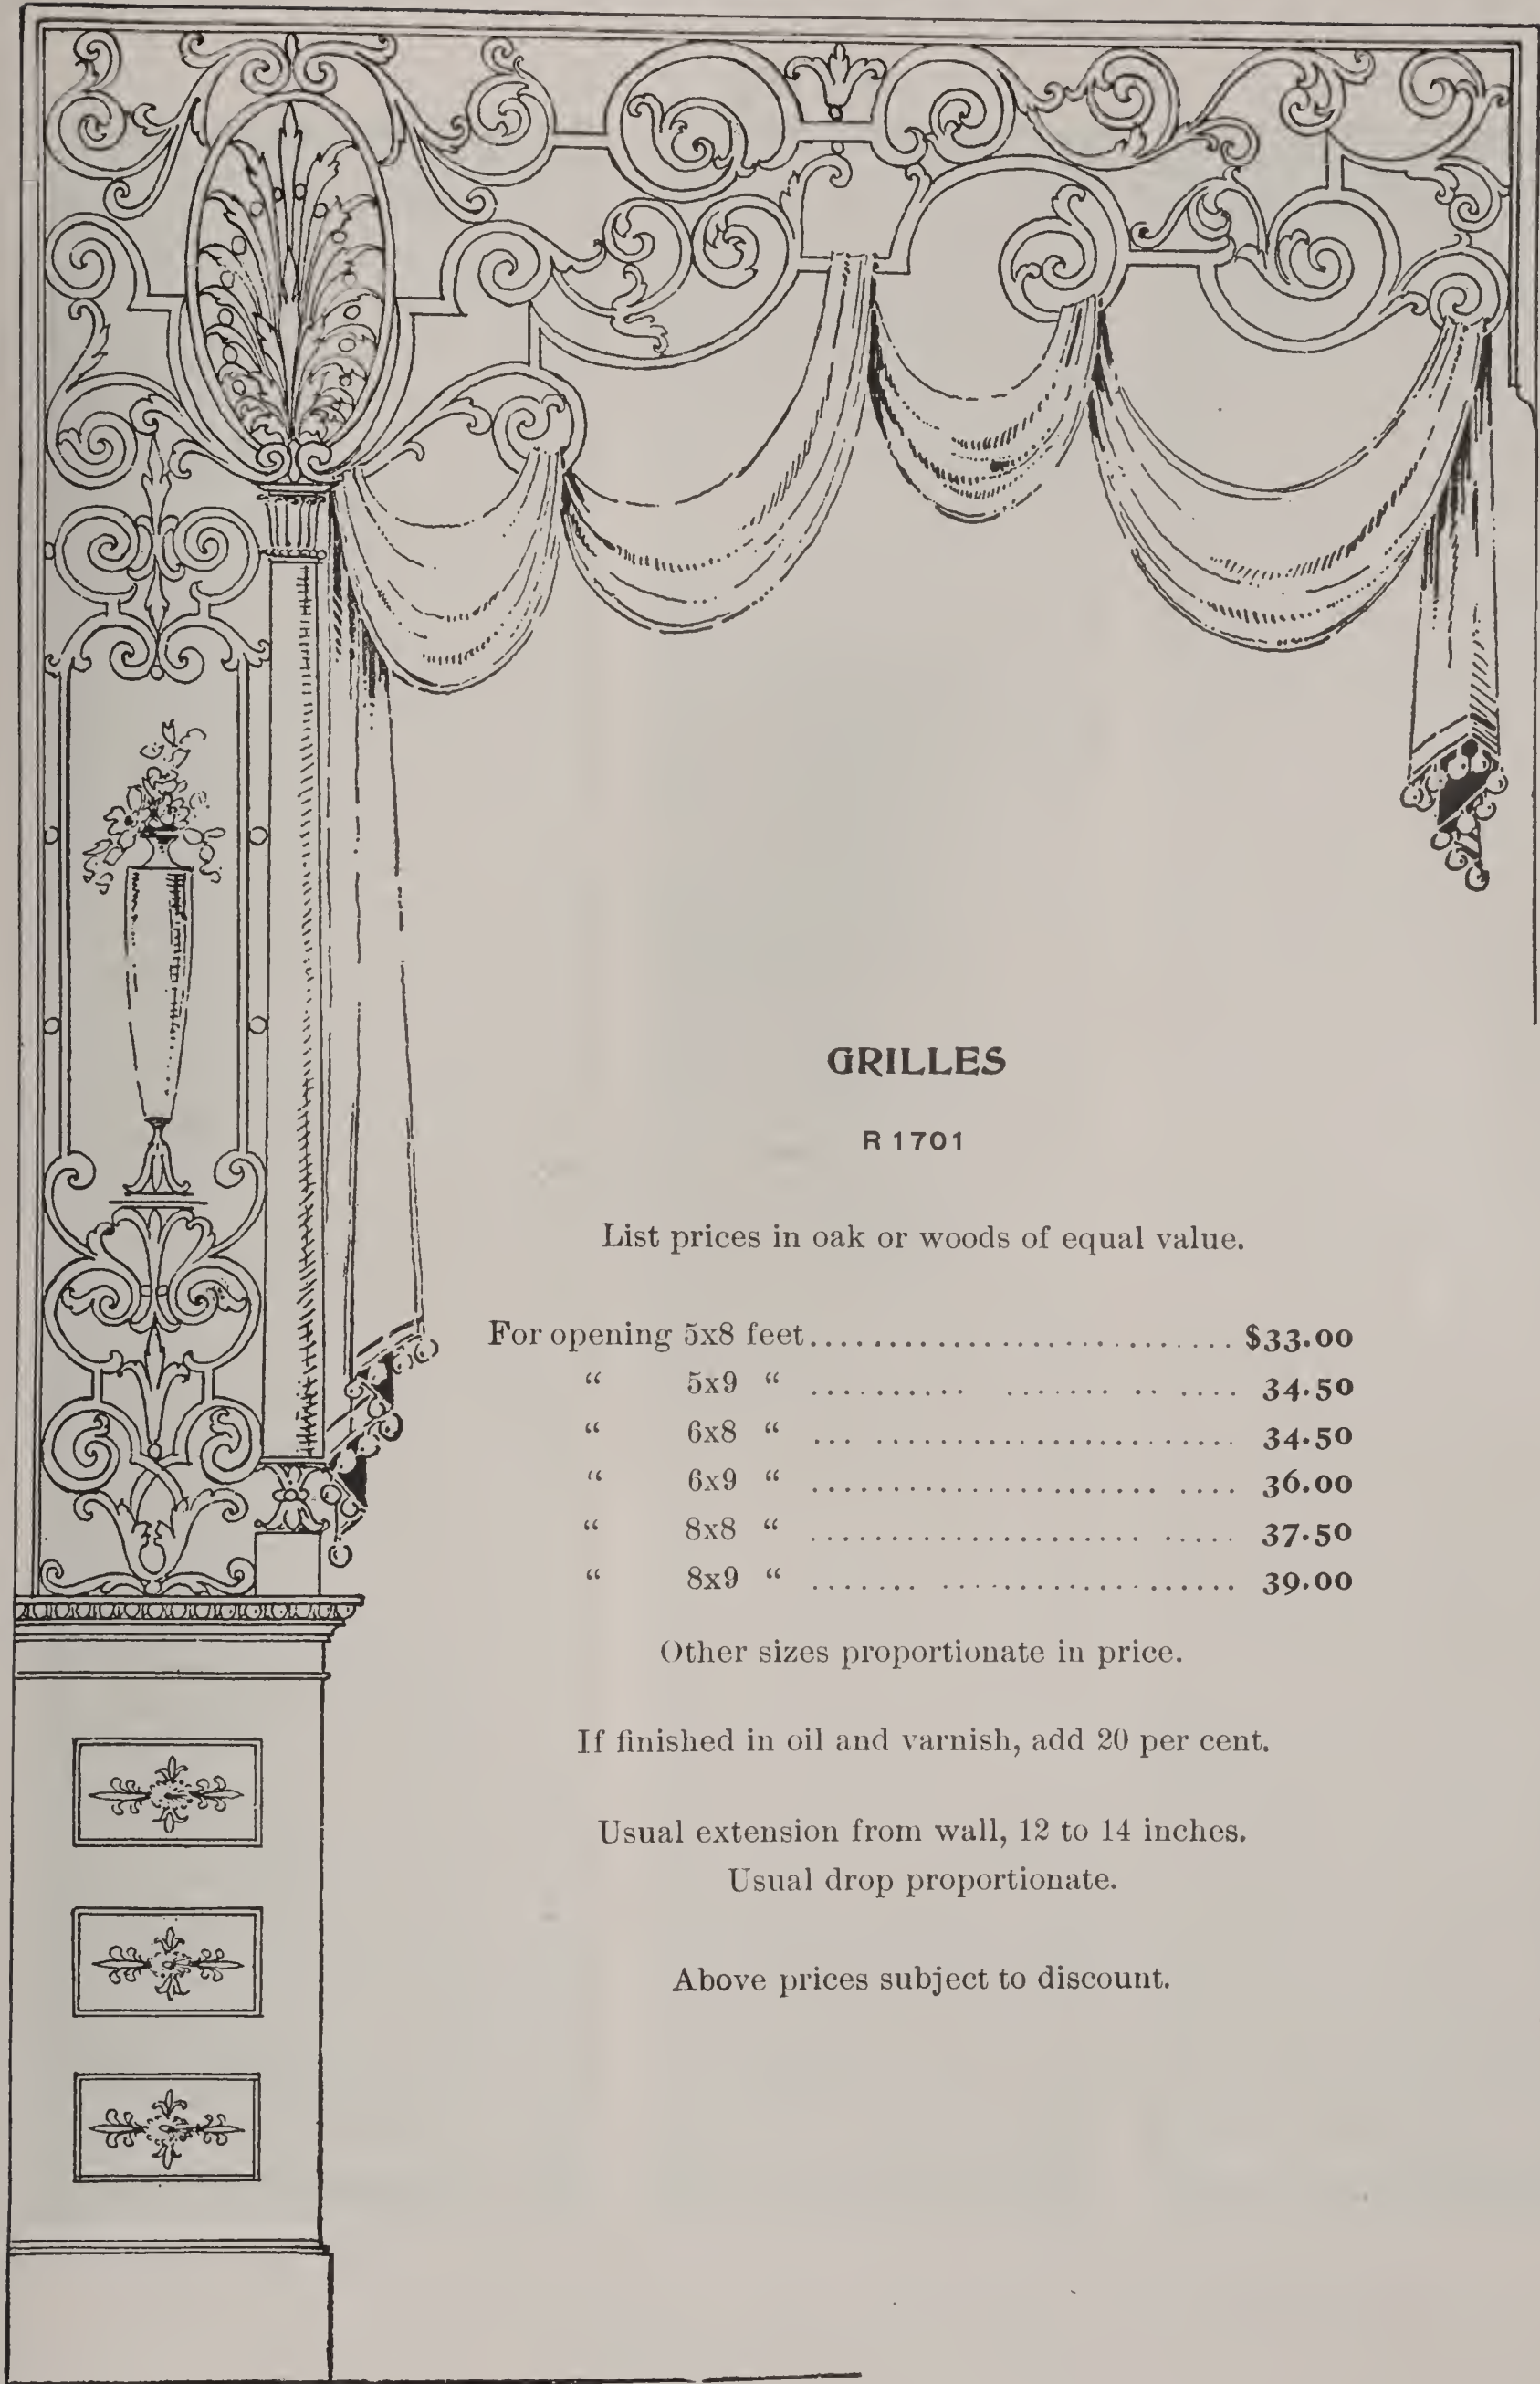 GRILLES
R 1701
List prices in oak or woods of equal value.
For opening 5x8 feet.............................. $33.00
“ 5x9 “ .............................. 34.50
“ 6x8 “ .............................. 34.50
“ 6x9 “ .............................. 36.00
“ 8x8 “ .............................. 37.50
“ 8x9 “ .............................. 39.00
Other sizes proportionate in price.
If finished in oil and varnish, add 20 per cent.
Usual extension from wall, 12 to 14 inches.
Usual drop proportionate.
Above prices subject to discount.